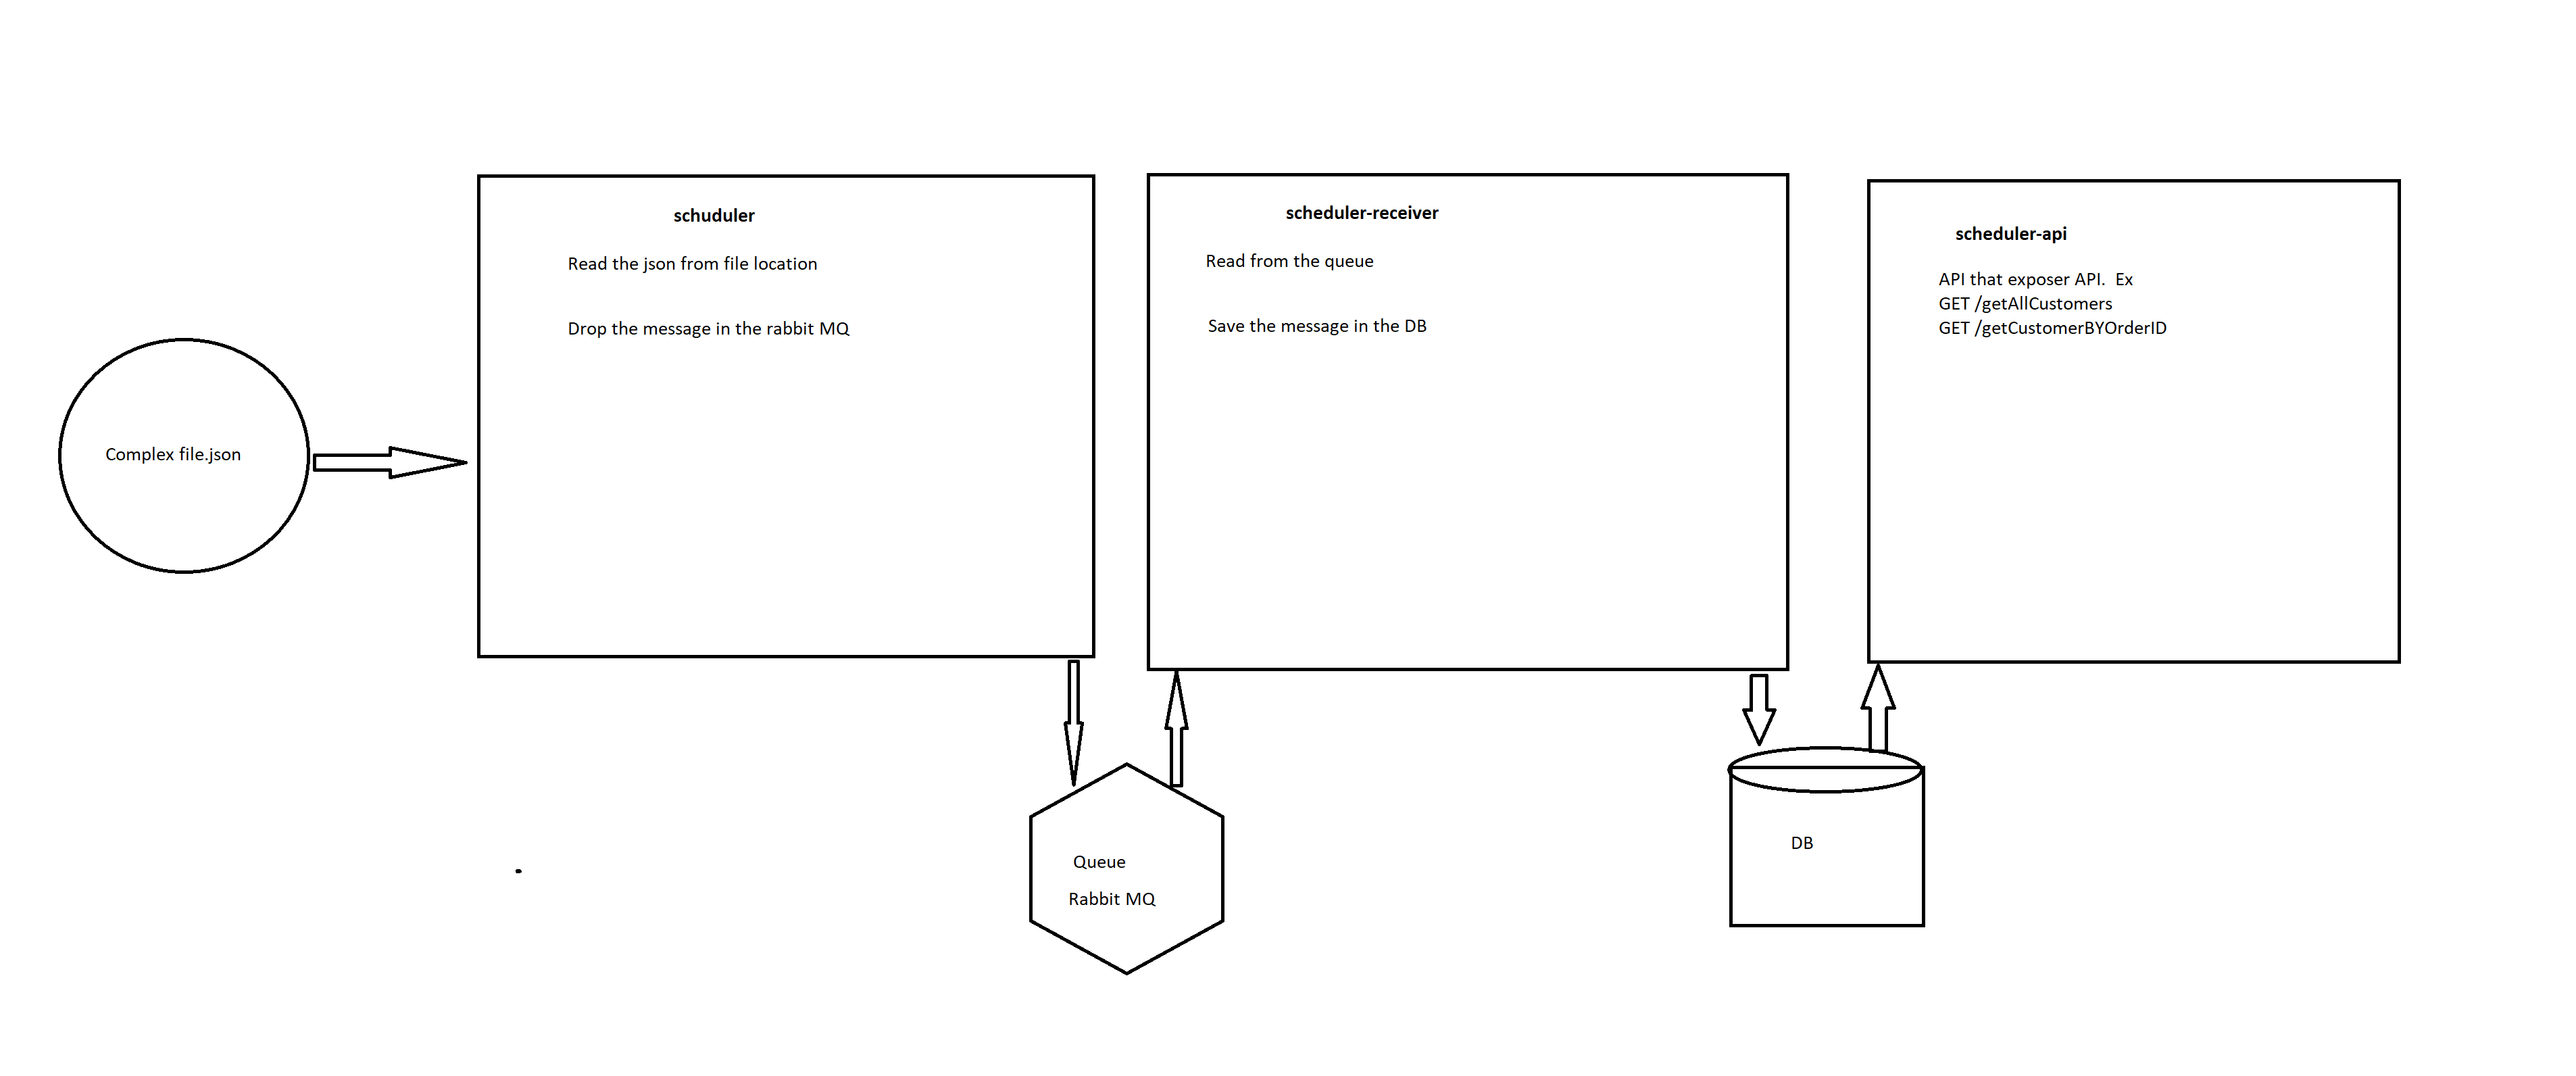 Complex file.json
schuduler
Read the json from file location
Drop the message in the rabbit MQ
scheduler-receiver
Read from the queue
Save the message in the DB
scheduler-api
API that exposer API.  Ex
GET /getAllCustomers
GET /getCustomerBYOrderID
Queue
Rabbit MQ
DB